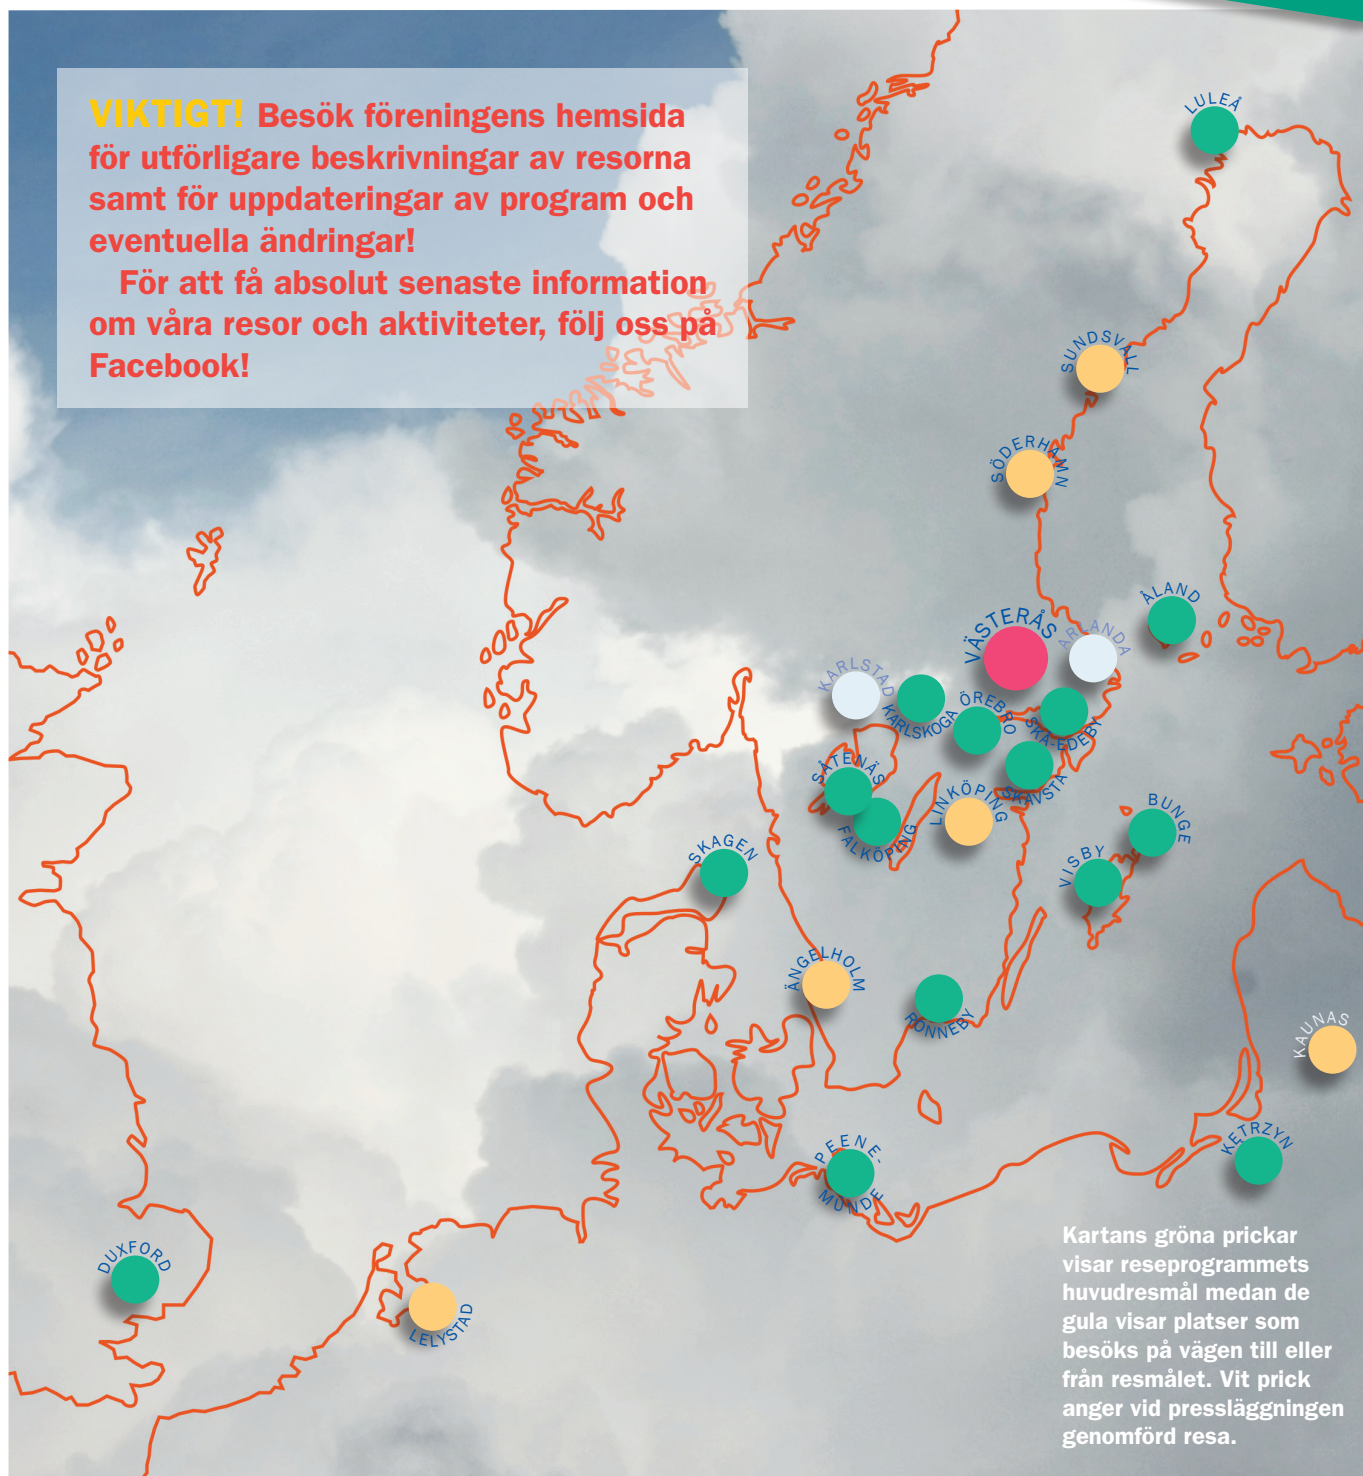 VIKTIGT! Besök föreningens hemsida
för utförligare beskrivningar av resorna
samt för uppdateringar av program och
eventuella ändringar!
För att få absolut senaste information
om våra resor och aktiviteter, följ oss på
Facebook!
LULEÅ
SUNDSVALL
SÖDERHAMN
ÅLAND
VÄSTERÅS
ARLANDA
KARLSTAD
KARLSKOGA
ÖREBRO
SKÅ-EDEBY
SÅTENÄS
SKAVSTA
LINKÖPING
FALKÖPING
BUNGE
VISBY
SKAGEN
ÄNGELHOLM
RONNEBY
KAUNAS
PEENE-
MÜNDE
KĘTRZYN
DUXFORD
LELYSTAD
Kartans gröna prickar
visar reseprogrammets
huvudresmål medan de
gula visar platser som
besöks på vägen till eller
från resmålet. Vit prick
anger vid pressläggningen
genomförd resa.